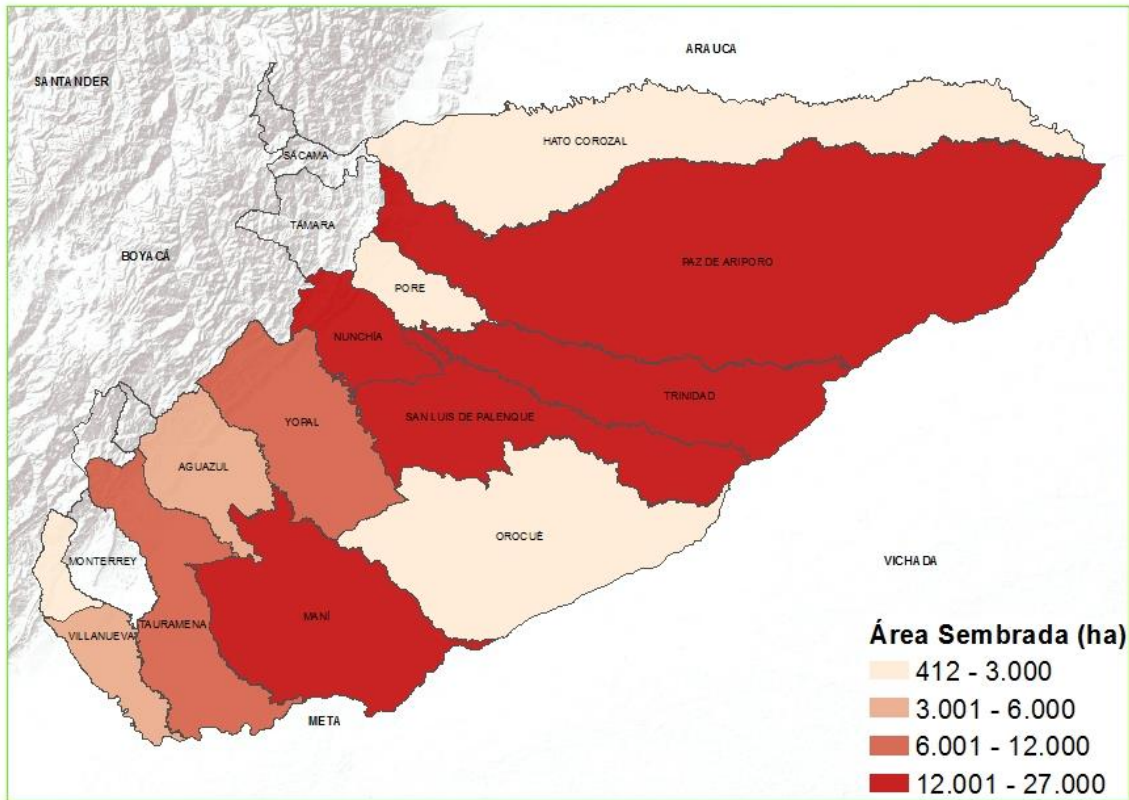 ARAUCA
SANTANDER
HATO COROZAL
SÁCAMA
TÁMARA
BOYACÁ
PAZ DE ARIPORO
PORE
NUNCHÍA
TRINIDAD
SAN LUIS DE PALENQUE
YOPAL
AGUAZUL
OROCUÉ
MONTERREY
VICHADA
MANÍ
TAURAMENA
VILLANUEVA
META
Área Sembrada (ha)
412 - 3.000
3.001 - 6.000
6.001 - 12.000
12.001 - 27.000